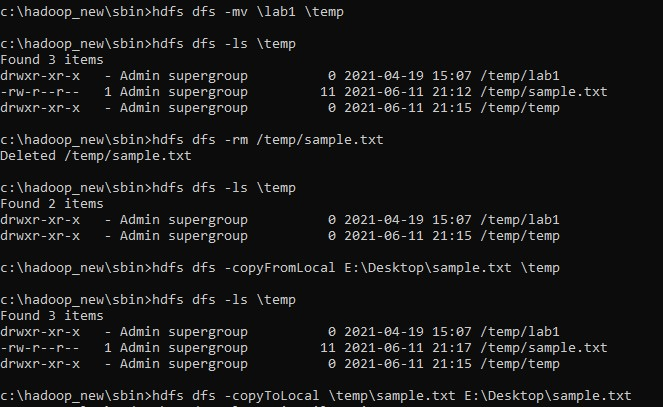 c:\hadoop_new\sbin>hdfs dfs -mv \lab1 \temp
c:\hadoop_new\sbin>hdfs dfs -ls \temp
Found 3 items
drwxr-xr-x   - Admin supergroup          0 2021-04-19 15:07 /temp/lab1
-rw-r--r--   1 Admin supergroup         11 2021-06-11 21:12 /temp/sample.txt
drwxr-xr-x   - Admin supergroup          0 2021-06-11 21:15 /temp/temp
c:\hadoop_new\sbin>hdfs dfs -rm /temp/sample.txt
Deleted /temp/sample.txt
c:\hadoop_new\sbin>hdfs dfs -ls \temp
Found 2 items
drwxr-xr-x   - Admin supergroup          0 2021-04-19 15:07 /temp/lab1
drwxr-xr-x   - Admin supergroup          0 2021-06-11 21:15 /temp/temp
c:\hadoop_new\sbin>hdfs dfs -copyFromLocal E:\Desktop\sample.txt \temp
c:\hadoop_new\sbin>hdfs dfs -ls \temp
Found 3 items
drwxr-xr-x   - Admin supergroup          0 2021-04-19 15:07 /temp/lab1
-rw-r--r--   1 Admin supergroup         11 2021-06-11 21:17 /temp/sample.txt
drwxr-xr-x   - Admin supergroup          0 2021-06-11 21:15 /temp/temp
c:\hadoop_new\sbin>hdfs dfs -copyToLocal \temp\sample.txt E:\Desktop\sample.txt